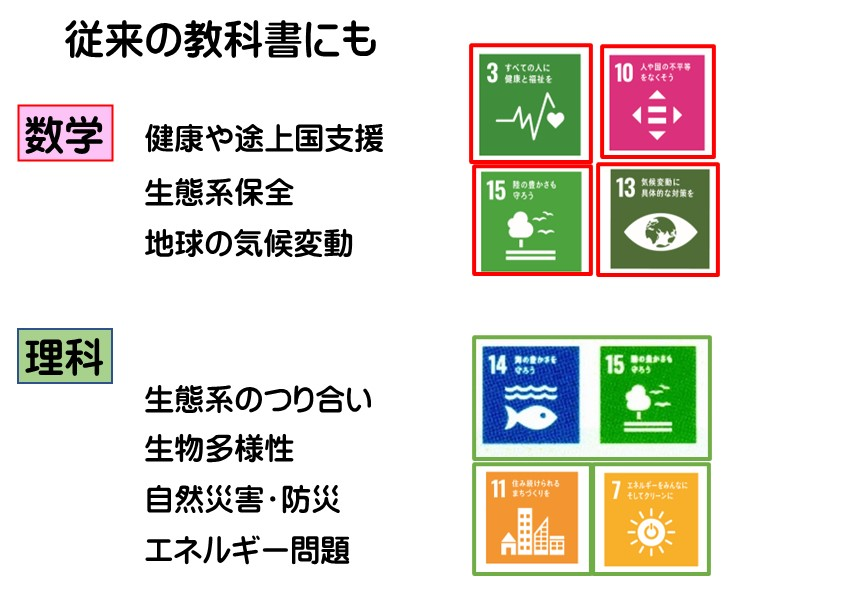 従来の教科書にも
数学
健康や途上国支援
生態系保全
地球の気候変動
3 すべての人に
健康と福祉を
10 人や国の不平等
をなくそう
15 陸の豊かさも
守ろう
13 気候変動に
具体的な対策を
理科
生態系のつり合い
生物多様性
自然災害・防災
エネルギー問題
14 海の豊かさを
守ろう
15 陸の豊かさも
守ろう
11 住み続けられる
まちづくりを
7 エネルギーをみんなに
そしてクリーンに